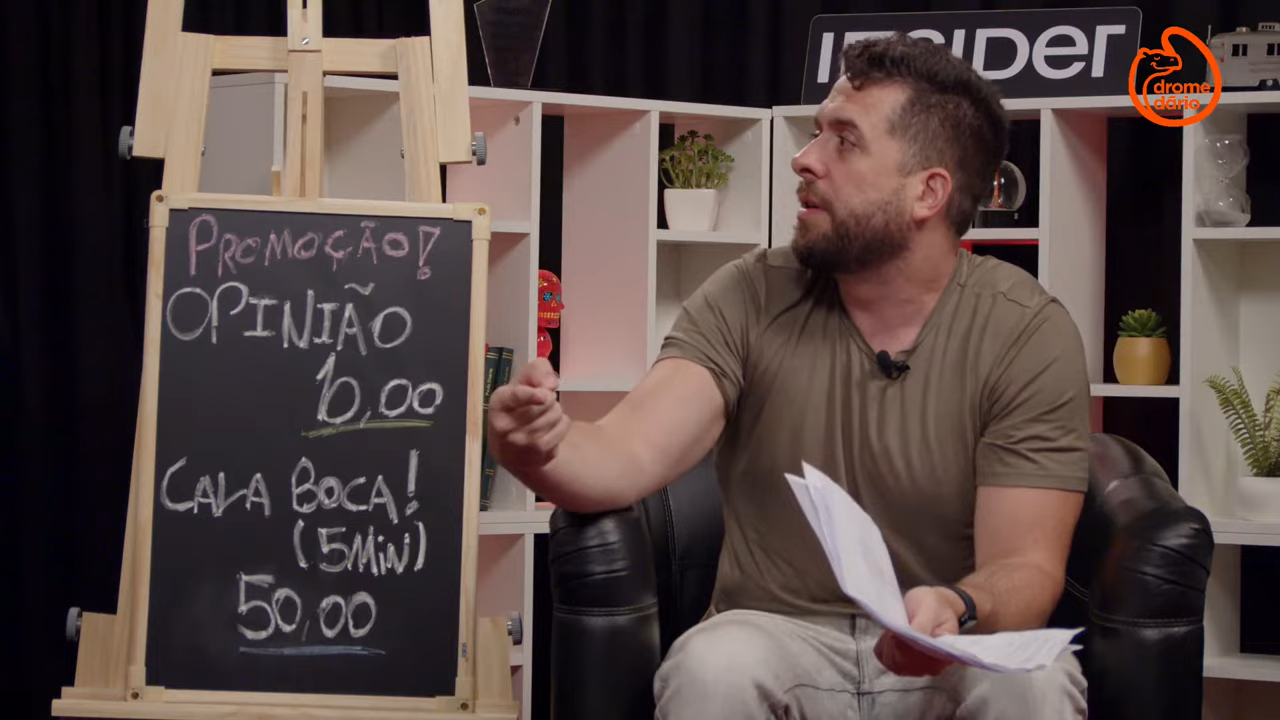 PROMOÇÃO!
OPINIÃO
10,00
CALA BOCA!
(5MIN)
50,00
INSIDER
drome
dário